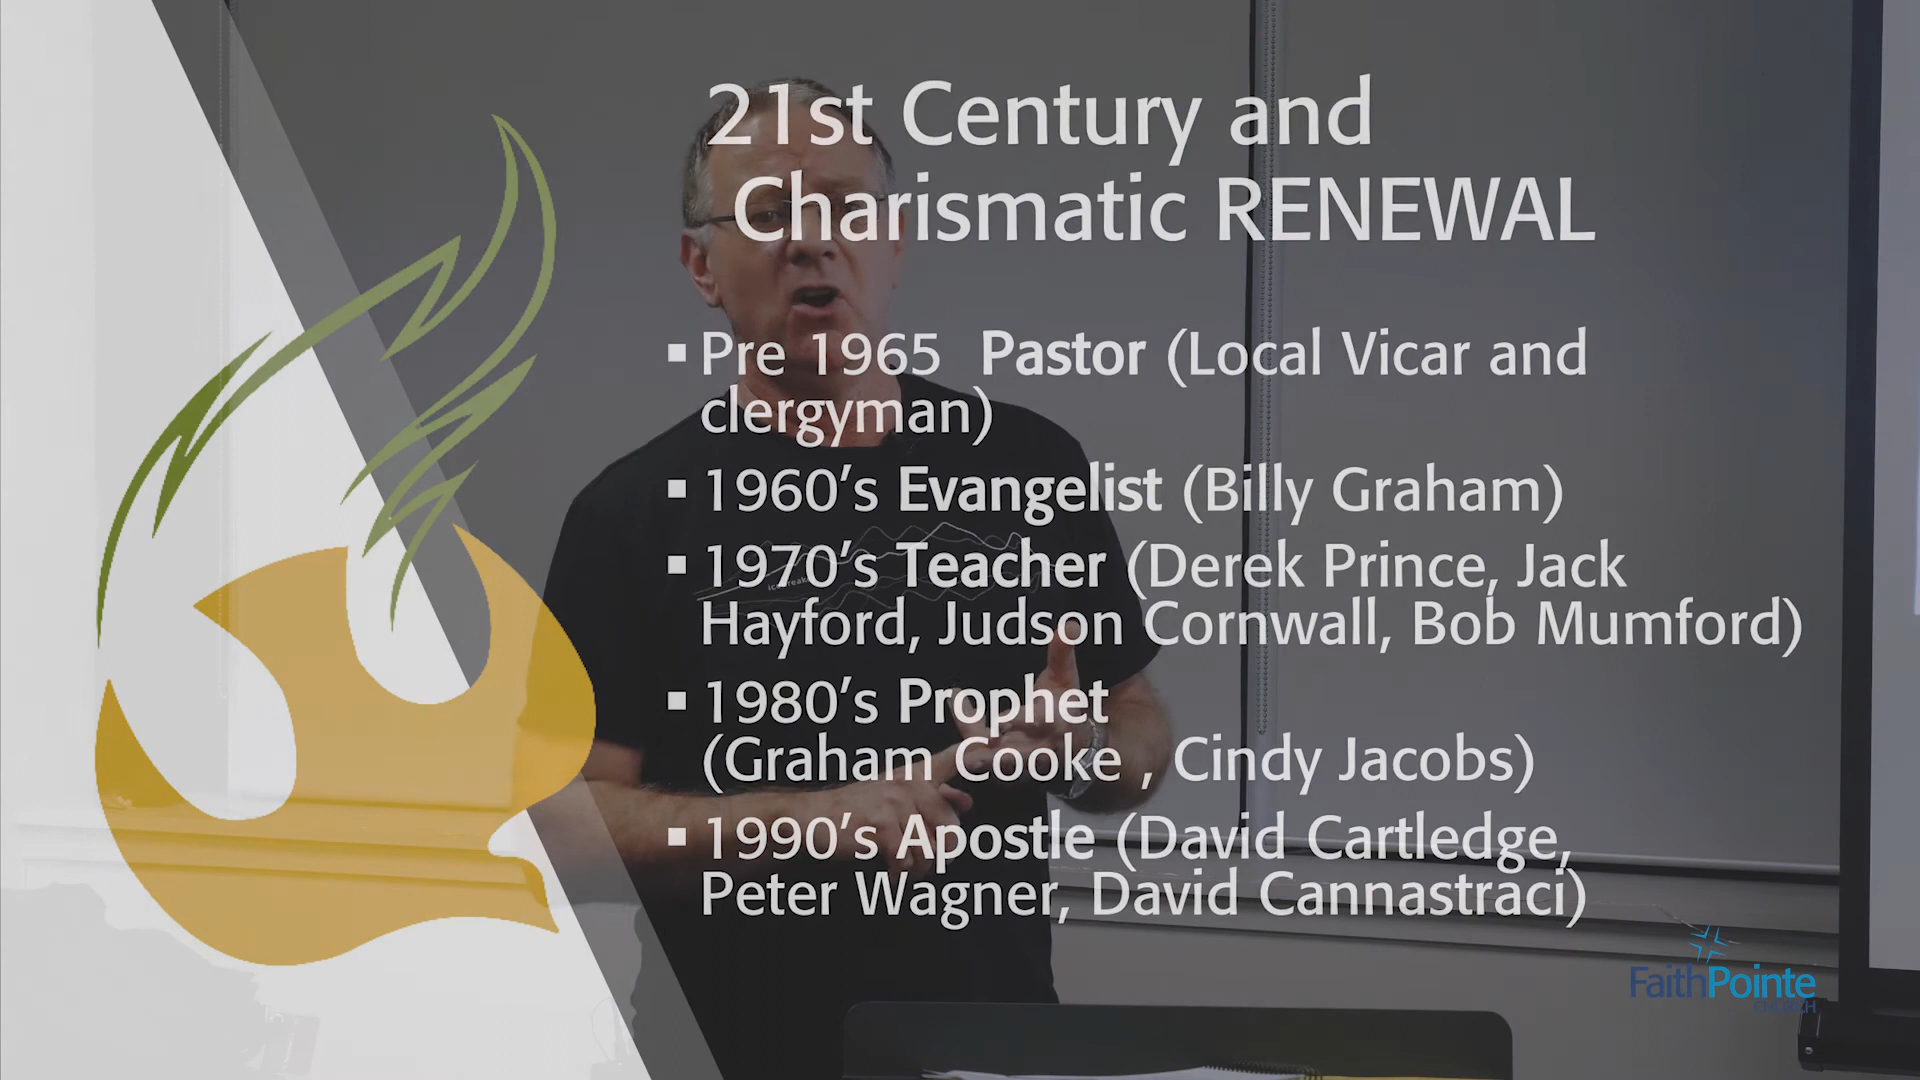 21st Century and
Charismatic RENEWAL
▪ Pre 1965 Pastor (Local Vicar and
clergyman)
▪ 1960’s Evangelist (Billy Graham)
▪ 1970’s Teacher (Derek Prince, Jack
Hayford, Judson Cornwall, Bob Mumford)
▪ 1980’s Prophet
(Graham Cooke , Cindy Jacobs)
▪ 1990’s Apostle (David Cartledge,
Peter Wagner, David Cannastraci)
FaithPointe
CHURCH